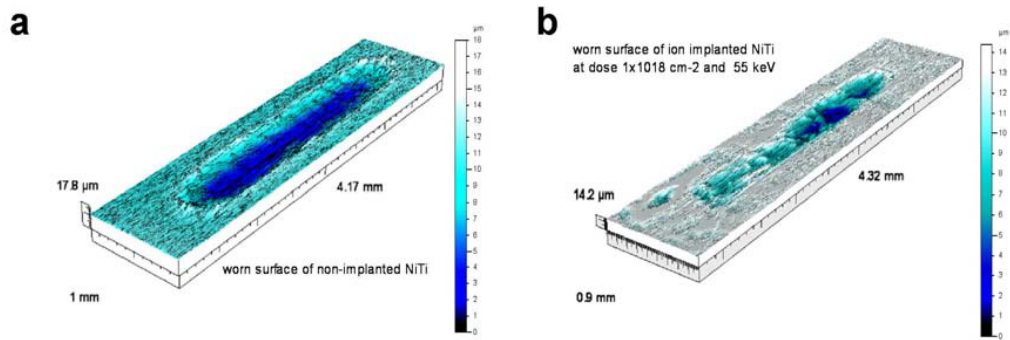 a
µm
18
17
16
15
14
13
12
11
10
9
8
7
6
5
4
3
2
1
0
17.8 µm
4.17 mm
worn surface of non-implanted NiTi
1 mm
b
worn surface of ion implanted NiTi
at dose 1x1018 cm-2 and 55 keV
µm
14
13
12
11
10
9
8
7
6
5
4
3
2
1
0
14.2 µm
4.32 mm
0.9 mm